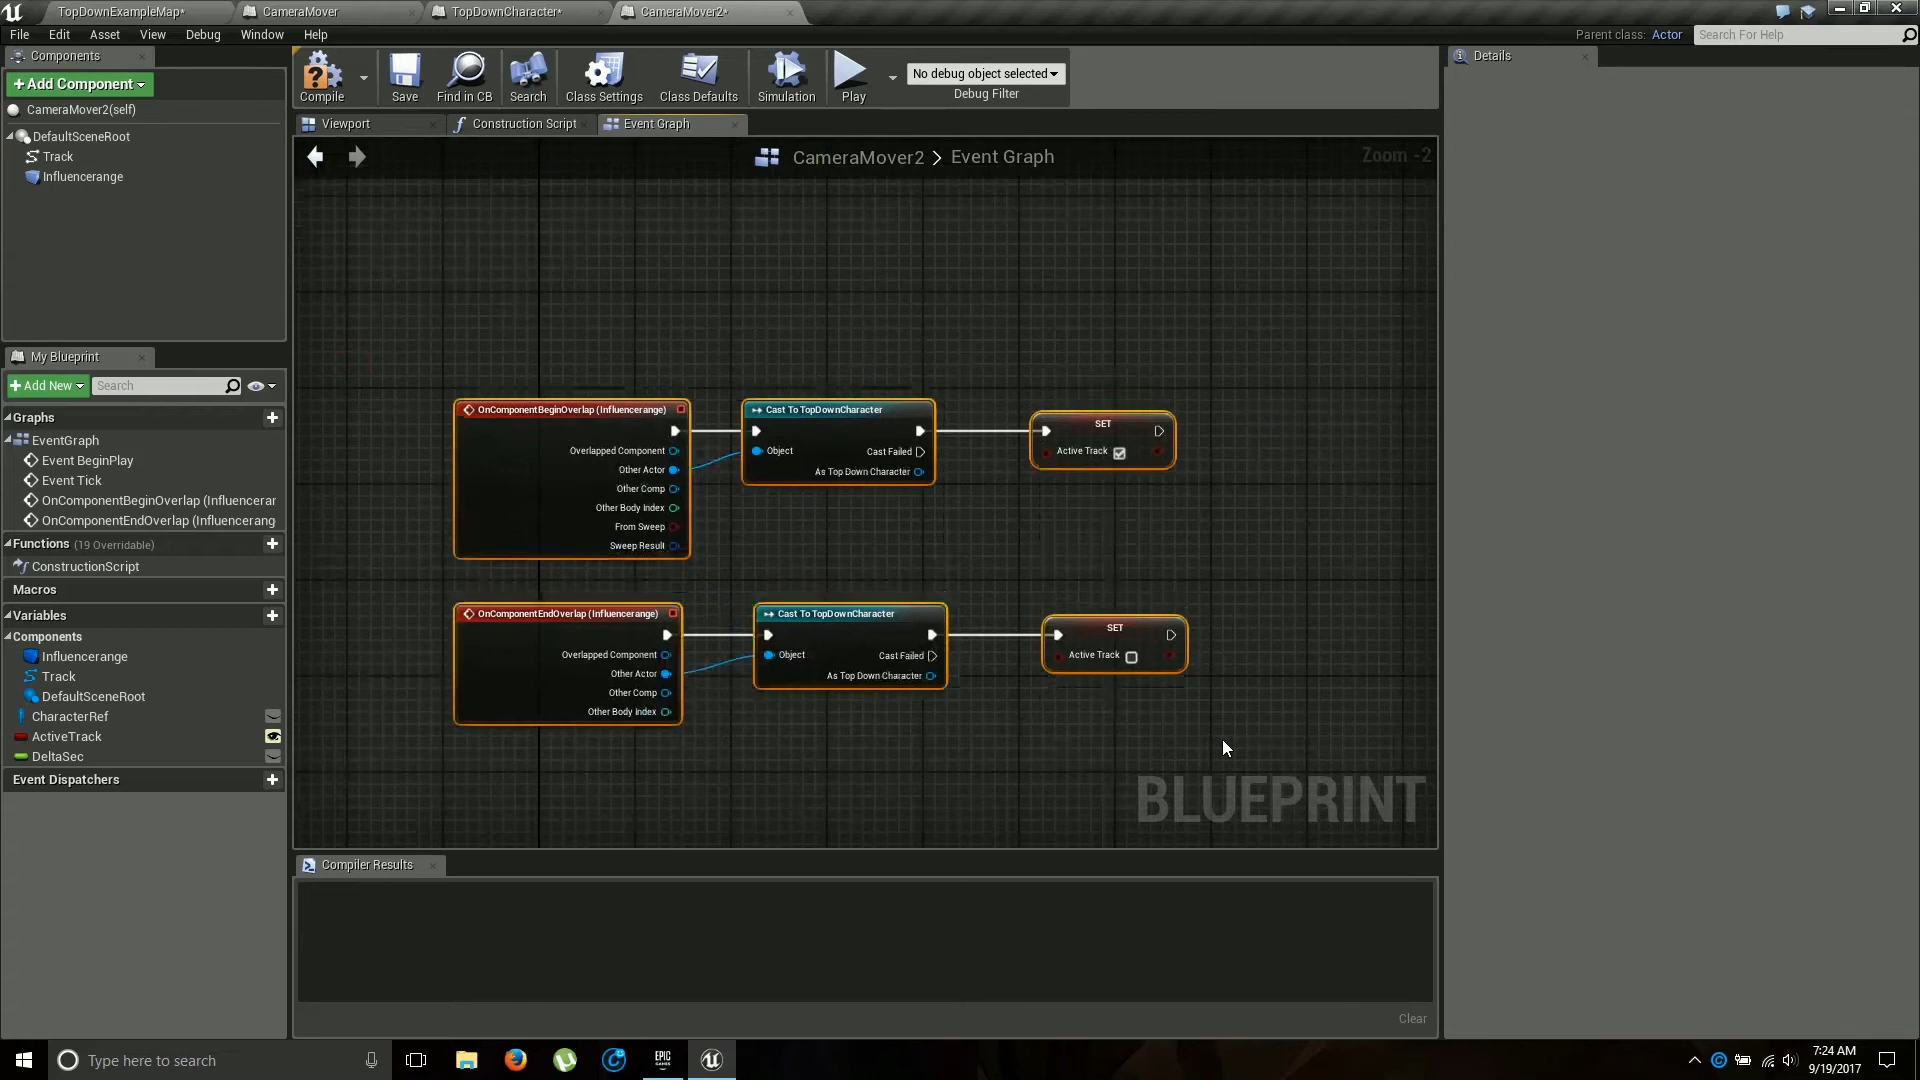 TopDownExampleMap*
CameraMover
TopDownCharacter*
CameraMover2*
File Edit Asset View Debug Window Help
Parent class: Actor
Search For Help
Components
+Add Component
CameraMover2(self)
DefaultSceneRoot
Track
Influencerange
Compile
Save
Find in CB
Search
Class Settings
Class Defaults
Simulation
Play
No debug object selected
Debug Filter
Details
Viewport
Construction Script
Event Graph
CameraMover2 > Event Graph
Zoom -2
My Blueprint
+Add New
Search
Graphs
EventGraph
Event BeginPlay
Event Tick
OnComponentBeginOverlap (Influencerar
OnComponentEndOverlap (Influencerang
Functions (19 Overridable)
ConstructionScript
Macros
Variables
Components
Influencerange
Track
DefaultSceneRoot
CharacterRef
ActiveTrack
DeltaSec
Event Dispatchers
OnComponentBeginOverlap (Influencerange)
Overlapped Component
Other Actor
Other Comp
Other Body Index
From Sweep
Sweep Result
Cast To TopDownCharacter
Object
Cast Failed
As Top Down Character
SET
Active Track
OnComponentEndOverlap (Influencerange)
Overlapped Component
Other Actor
Other Comp
Other Body Index
Cast To TopDownCharacter
Object
Cast Failed
As Top Down Character
SET
Active Track
BLUEPRINT
Compiler Results
Clear
Type here to search
EPIC
GAMES
7:24 AM
9/19/2017